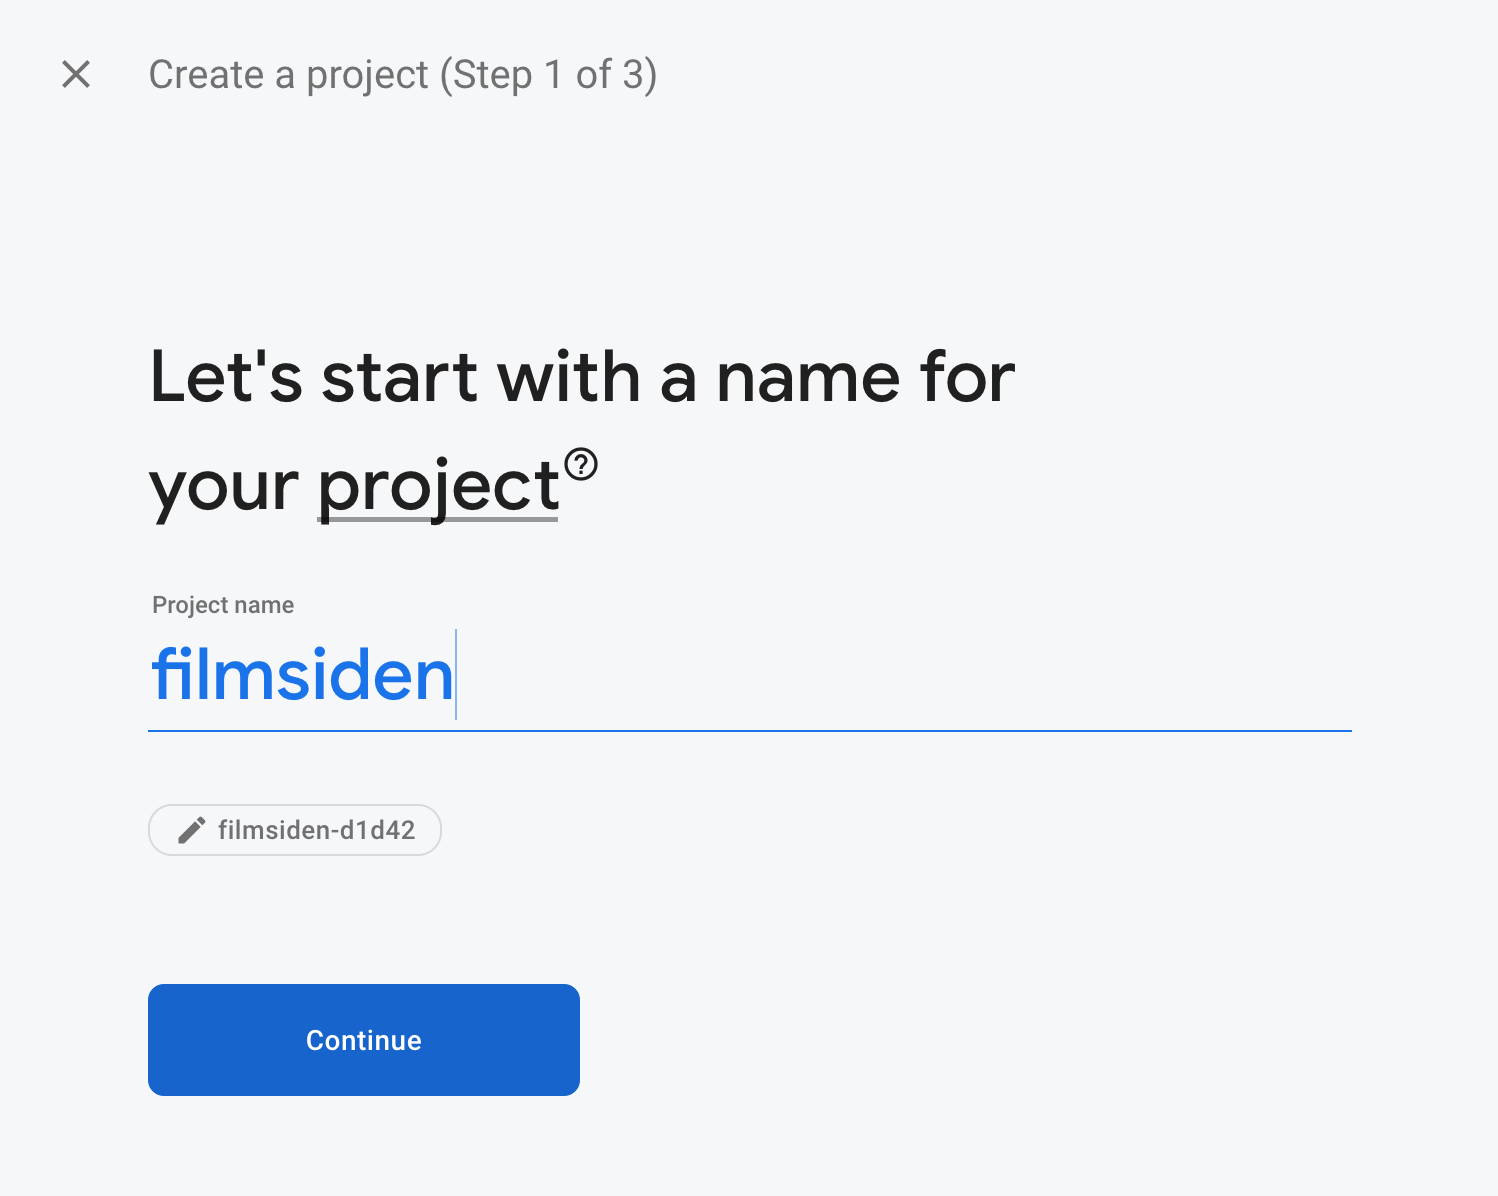 Create a project (Step 1 of 3)
Let's start with a name for
your project
Project name
filmsiden
filmsiden-d1d42
Continue